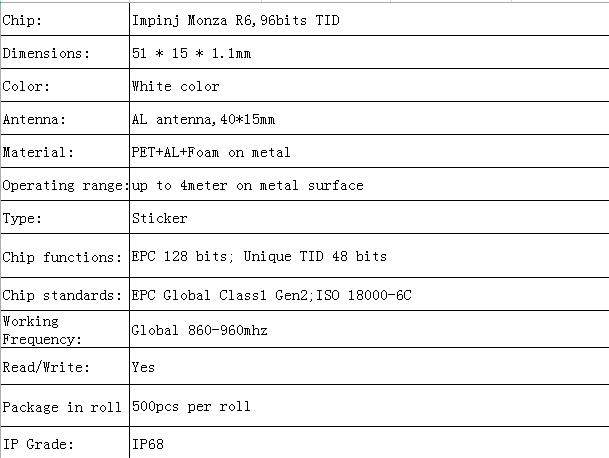 Chip: Impinj Monza R6,96bits TID
Dimensions: 51 * 15 * 1.1mm
Color: White color
Antenna: AL antenna,40*15mm
Material: PET+AL+Foam on metal
Operating range: up to 4meter on metal surface
Type: Sticker
Chip functions: EPC 128 bits; Unique TID 48 bits
Chip standards: EPC Global Class1 Gen2;ISO 18000-6C
Working
Frequency: Global 860-960mhz
Read/Write: Yes
Package in roll 500pcs per roll
IP Grade: IP68